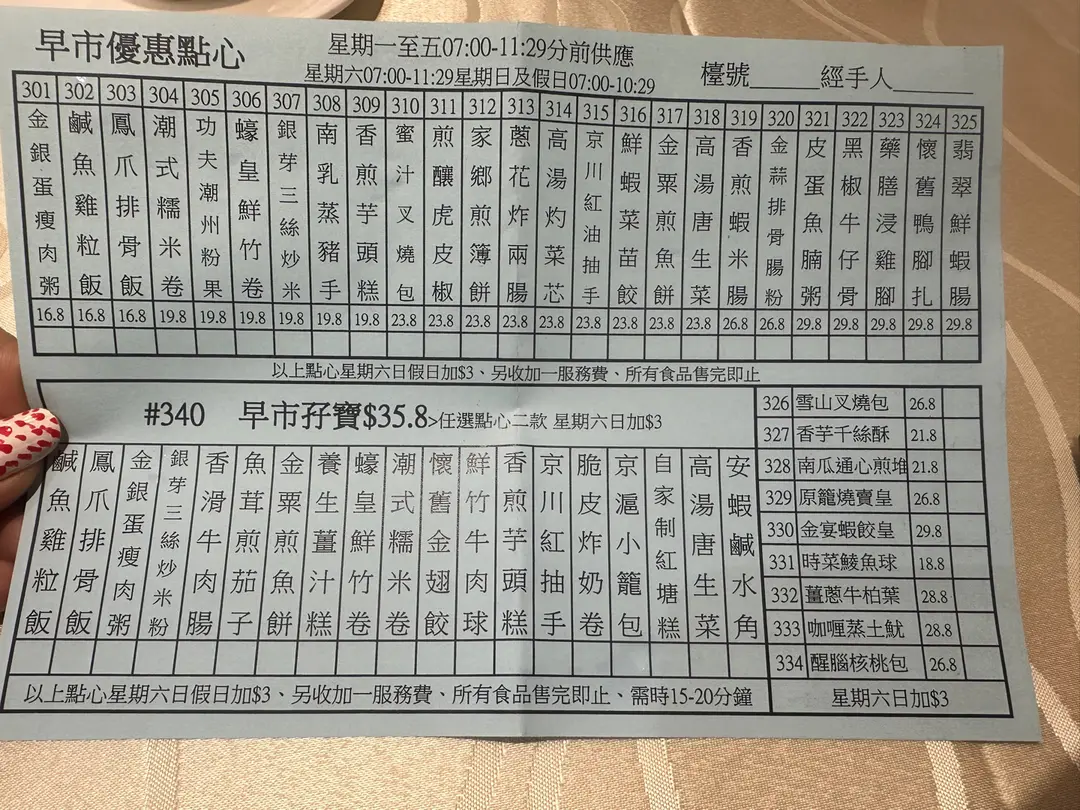 早市優惠點心
星期一至五07:00-11:29分前供應
星期六07:00-11:29星期日及假日07:00-10:29
檯號______經手人______
301 金銀蛋瘦肉粥 16.8
302 鹹魚雞粒飯 16.8
303 鳳爪排骨飯 16.8
304 潮式糯米卷 19.8
305 功夫潮州粉果 19.8
306 蠔皇鮮竹卷 19.8
307 銀芽三絲炒米 19.8
308 南乳蒸豬手 19.8
309 香煎芋頭糕 19.8
310 蜜汁叉燒包 23.8
311 煎釀虎皮椒 23.8
312 家鄉煎簿餅 23.8
313 蔥花炸兩腸 23.8
314 高湯灼菜芯 23.8
315 京川紅油抽手 23.8
316 鮮蝦菜苗餃 23.8
317 金粟煎魚餅 23.8
318 高湯唐生菜 23.8
319 香煎蝦米腸 26.8
320 金蒜排骨腸粉 26.8
321 皮蛋魚腩粥 29.8
322 黑椒牛仔骨 29.8
323 藥膳浸雞腳 29.8
324 懷舊鴨腳扎 29.8
325 翡翠鮮蝦腸 29.8
以上點心星期六日假日加$3、另收加一服務費、所有食品售完即止
#340 早市孖寶$35.8>任選點心二款 星期六日加$3
鹹魚雞粒飯
鳳爪排骨飯
金銀蛋瘦肉粥
銀芽三絲炒米粉
香滑牛肉腸
魚茸煎茄子
金粟煎魚餅
養生薑汁糕
蠔皇鮮竹卷
潮式糯米卷
懷舊金翅餃
鮮竹牛肉球
香煎芋頭糕
京川紅抽手
脆皮炸奶卷
京滬小籠包
自家制紅塘糕
高湯唐生菜
安蝦鹹水角
以上點心星期六日假日加$3、另收加一服務費、所有食品售完即止、需時15-20分鐘
326 雪山叉燒包 26.8
327 香芋千絲酥 21.8
328 南瓜通心煎堆 21.8
329 原籠燒賣皇 26.8
330 金宴蝦餃皇 29.8
331 時菜鯪魚球 18.8
332 薑蔥牛柏葉 28.8
333 咖喱蒸土魷 28.8
334 醒腦核桃包 26.8
星期六日加$3